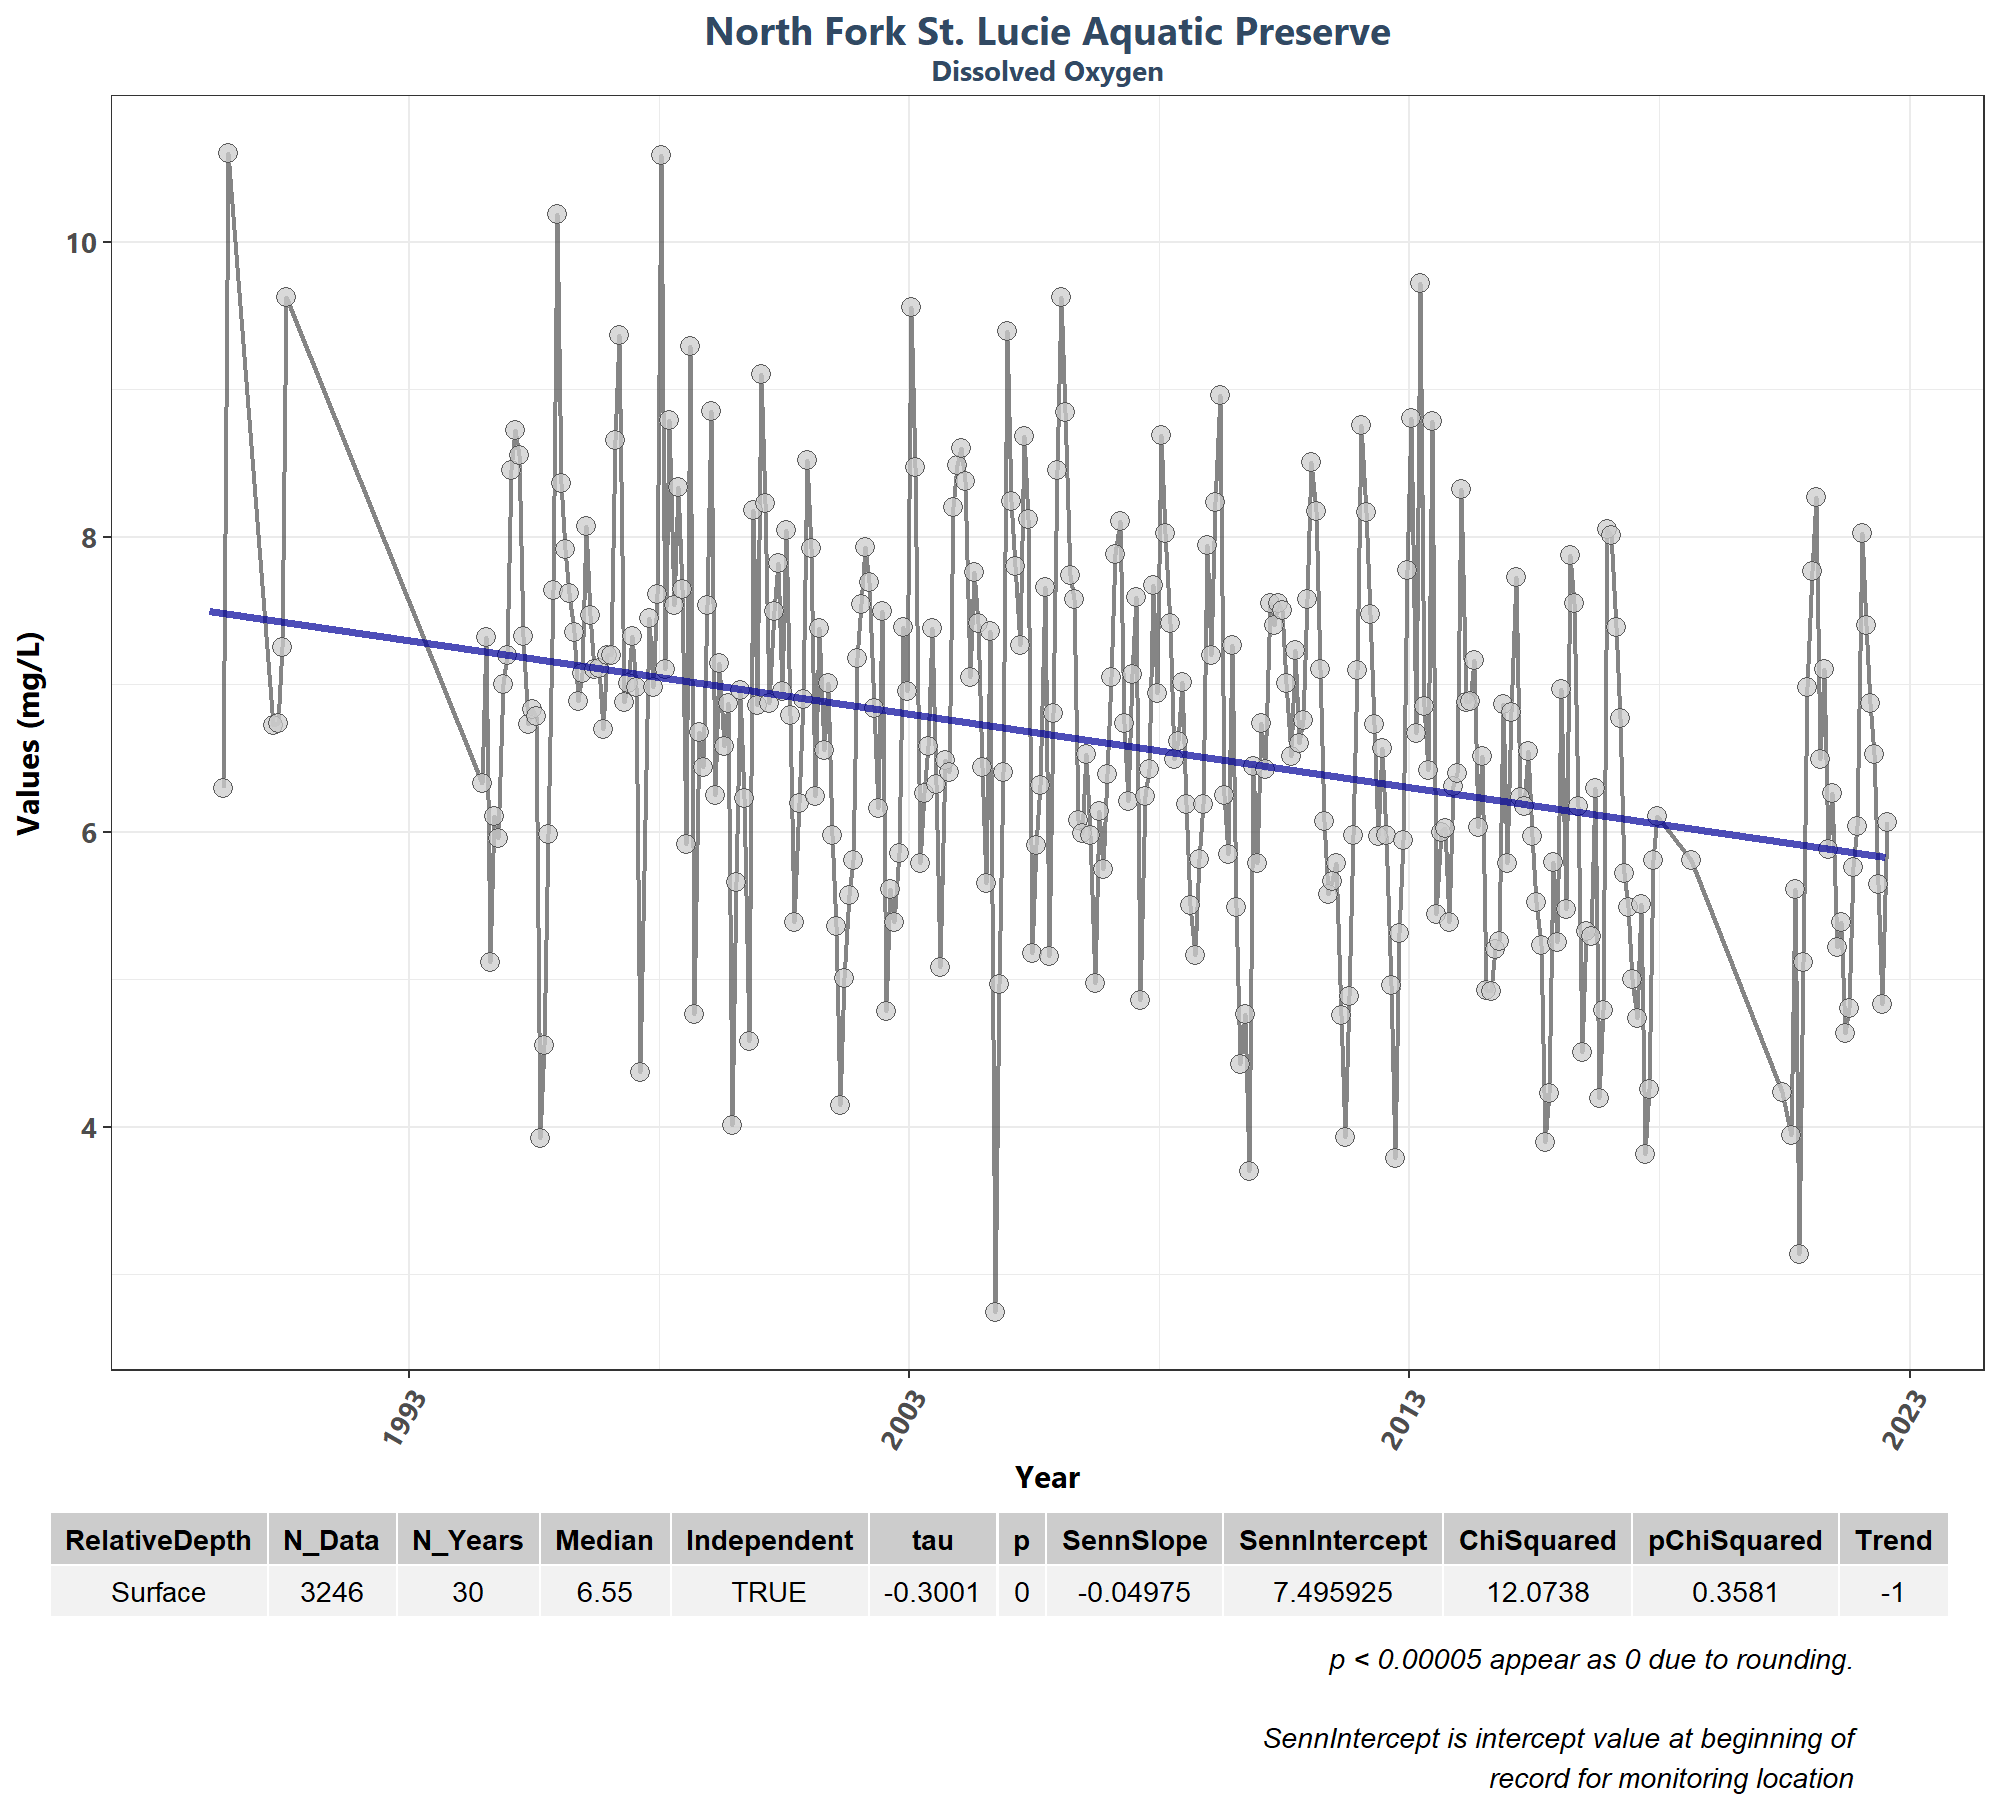 North Fork St. Lucie Aquatic Preserve
Dissolved Oxygen
Values (mg/L)
10
8
6
4
1993 2003 2013 2023
Year
RelativeDepth N_Data N_Years Median Independent tau p SennSlope SennIntercept ChiSquared pChiSquared Trend
Surface 3246 30 6.55 TRUE -0.3001 0 -0.04975 7.495925 12.0738 0.3581 -1
p < 0.00005 appear as 0 due to rounding.
SennIntercept is intercept value at beginning of
record for monitoring location